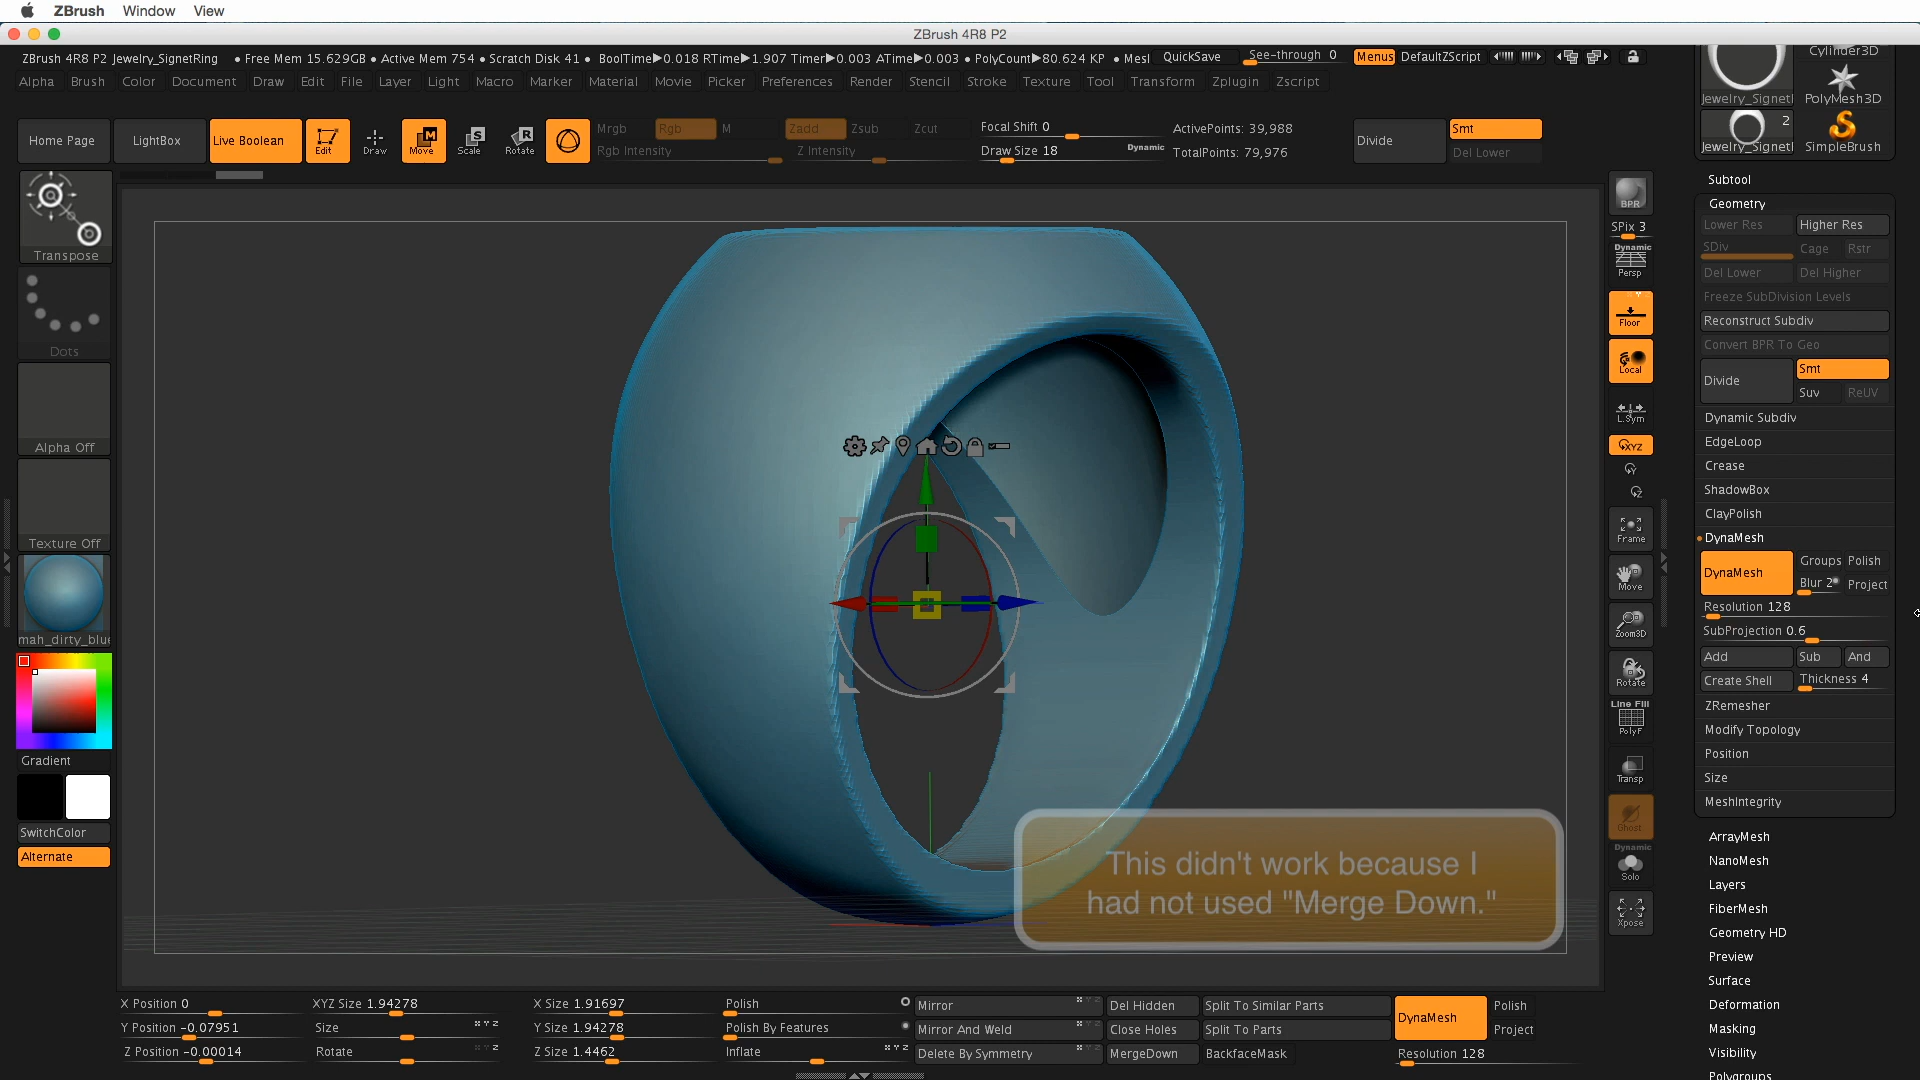 ZBrush Window View
ZBrush 4R8 P2
ZBrush 4R8 P2 Jewelry_SignetRing • Free Mem 15.629GB • Active Mem 754 • Scratch Disk 41 • BoolTime▶0.018 RTime▶1.907 Timer▶0.003 ATime▶0.003 • PolyCount▶80.624 KP • Mesl QuickSave See-through 0 Menus DefaultZScript
Alpha Brush Color Document Draw Edit File Layer Light Macro Marker Material Movie Picker Preferences Render Stencil Stroke Texture Tool Transform Zplugin Zscript
Home Page LightBox Live Boolean Edit Draw Move Scale Rotate
Mrgb Rgb M Zadd Zsub Zcut
Rgb Intensity Z Intensity
Focal Shift 0
Draw Size 18 Dynamic
ActivePoints: 39,988
TotalPoints: 79,976
Divide Smt
Del Lower
Cylinder3D
Jewelry_Signetl PolyMesh3D
2
Jewelry_Signetl SimpleBrush
Transpose
Dots
Alpha Off
Texture Off
mah_dirty_blue
Gradient
SwitchColor
Alternate
BPR
SPix 3
Dynamic
Persp
Floor
Local
L.Sym
XYZ
Y
Z
Frame
Move
Zoom3D
Rotate
Line Fill
PolyF
Transp
Ghost
Dynamic
Solo
Xpose
Subtool
Geometry
Lower Res Higher Res
SDiv Cage Rstr
Del Lower Del Higher
Freeze SubDivision Levels
Reconstruct Subdiv
Convert BPR To Geo
Divide Smt
Suv ReUV
Dynamic Subdiv
EdgeLoop
Crease
ShadowBox
ClayPolish
DynaMesh
DynaMesh Groups Polish
Blur 2 Project
Resolution 128
SubProjection 0.6
Add Sub And
Create Shell Thickness 4
ZRemesher
Modify Topology
Position
Size
MeshIntegrity
ArrayMesh
NanoMesh
Layers
FiberMesh
Geometry HD
Preview
Surface
Deformation
Masking
Visibility
Polygroups
This didn't work because I
had not used "Merge Down."
X Position 0 XYZ Size 1.94278 X Size 1.91697 Polish Mirror Del Hidden Split To Similar Parts DynaMesh Polish
Y Position -0.07951 Size Y Size 1.94278 Polish By Features Mirror And Weld Close Holes Split To Parts Project
Z Position -0.00014 Rotate Z Size 1.4462 Inflate Delete By Symmetry MergeDown BackfaceMask Resolution 128